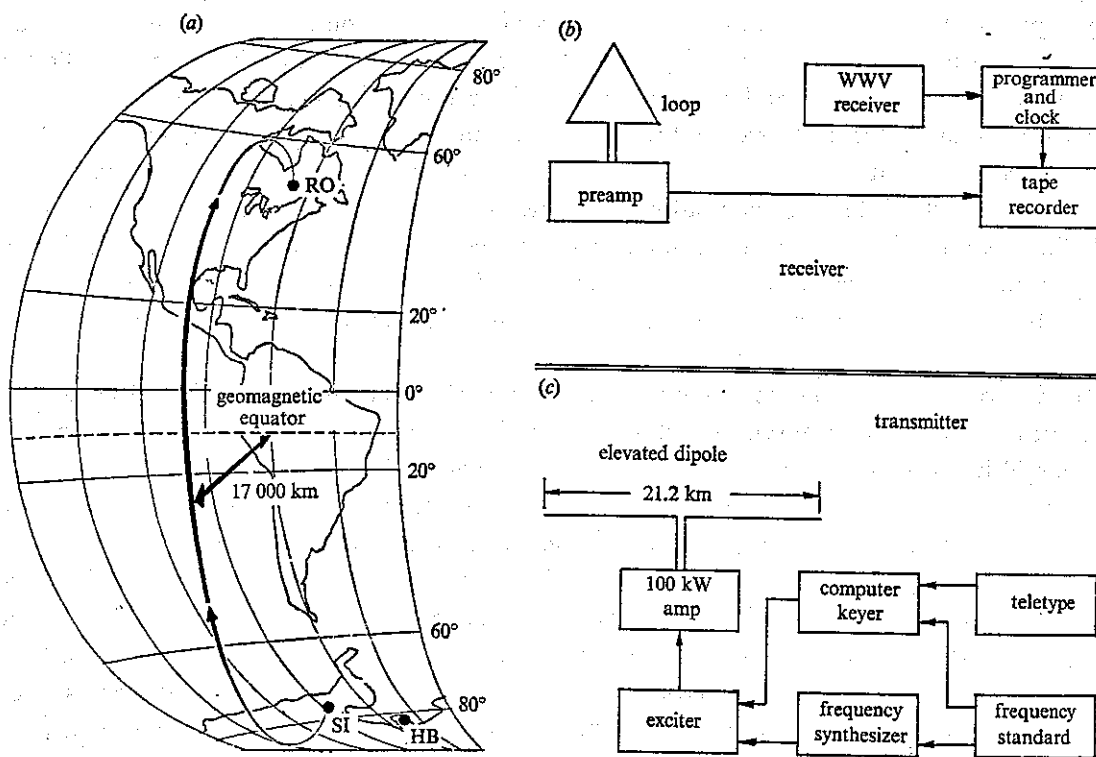 (a)
80°
60°
RO
20°
0°
geomagnetic
equator
20°
17 000 km
60°
80°
SI
HB
(b)
loop
preamp
WWV
receiver
programmer
and
clock
tape
recorder
receiver
(c)
transmitter
elevated dipole
21.2 km
100 kW
amp
computer
keyer
teletype
exciter
frequency
synthesizer
frequency
standard